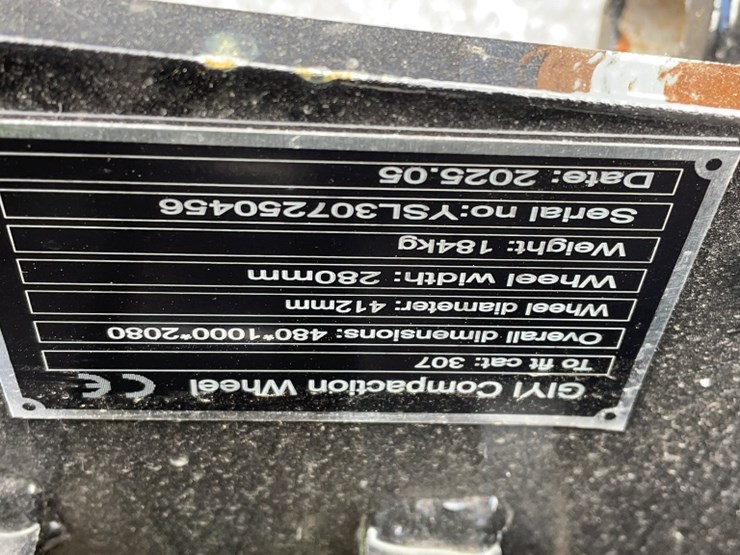 GIYI Compaction Wheel CE
To fit cat: 307
Overall dimensions: 480*1000*2080
Wheel diameter: 412mm
Wheel width: 280mm
Weight: 184kg
Serial no:YSL307250456
Date: 2025.05